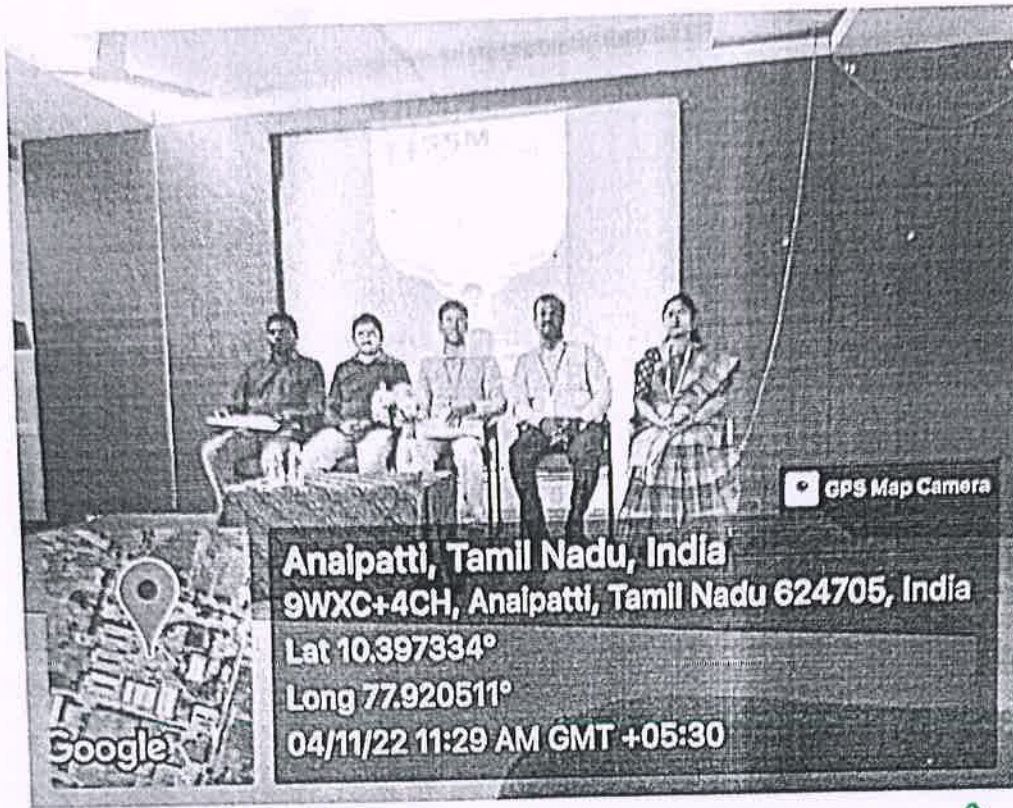 GPS Map Camera
Anaipatti, Tamil Nadu, India
9WXC+4CH, Anaipatti, Tamil Nadu 624705, India
Lat 10.397334°
Long 77.920511°
04/11/22 11:29 AM GMT +05:30
Google